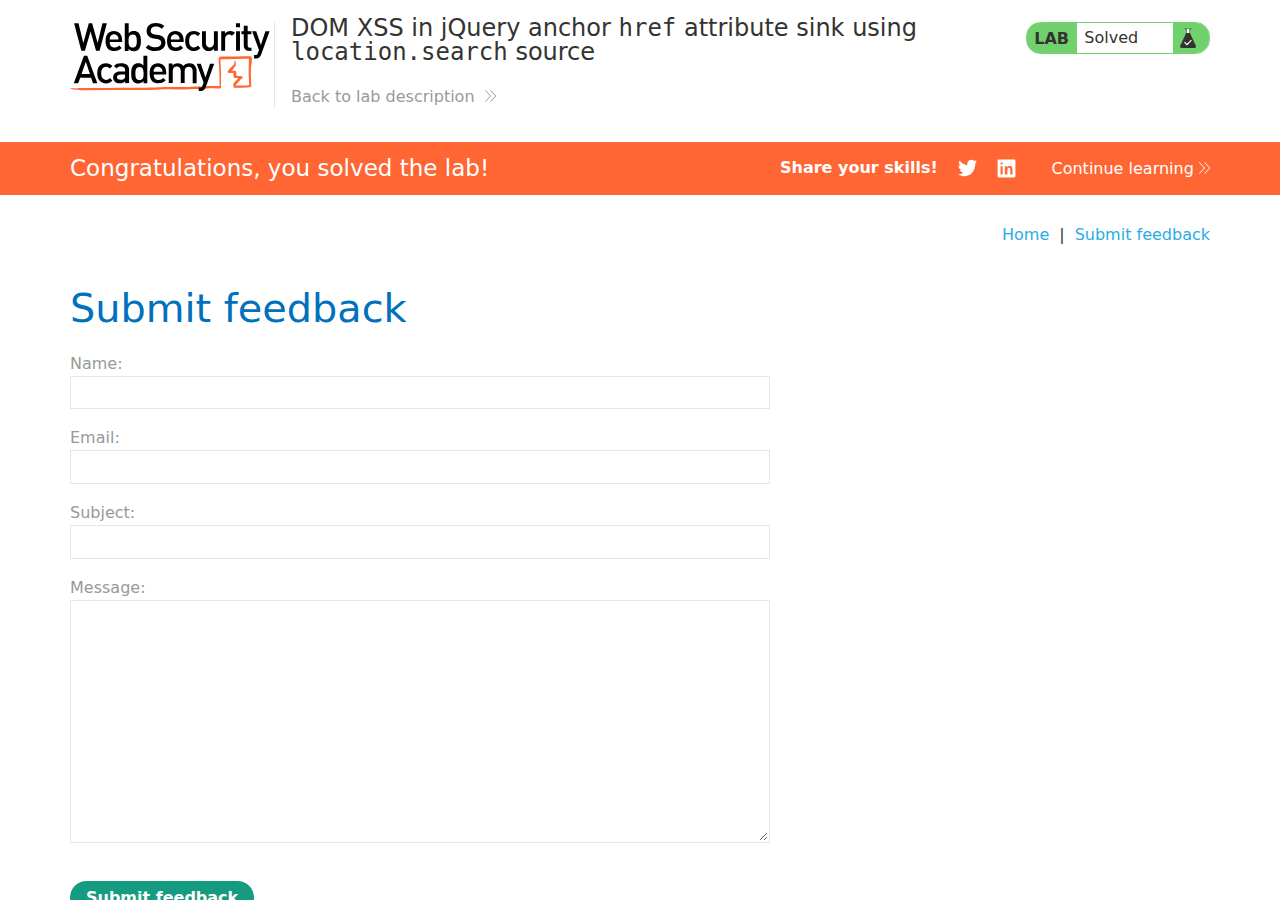 Web Security
Academy
DOM XSS in jQuery anchor href attribute sink using
location.search source
Back to lab description
LAB Solved
Congratulations, you solved the lab!
Share your skills!
Continue learning
Home | Submit feedback
Submit feedback
Name:
Email:
Subject:
Message:
Submit feedback